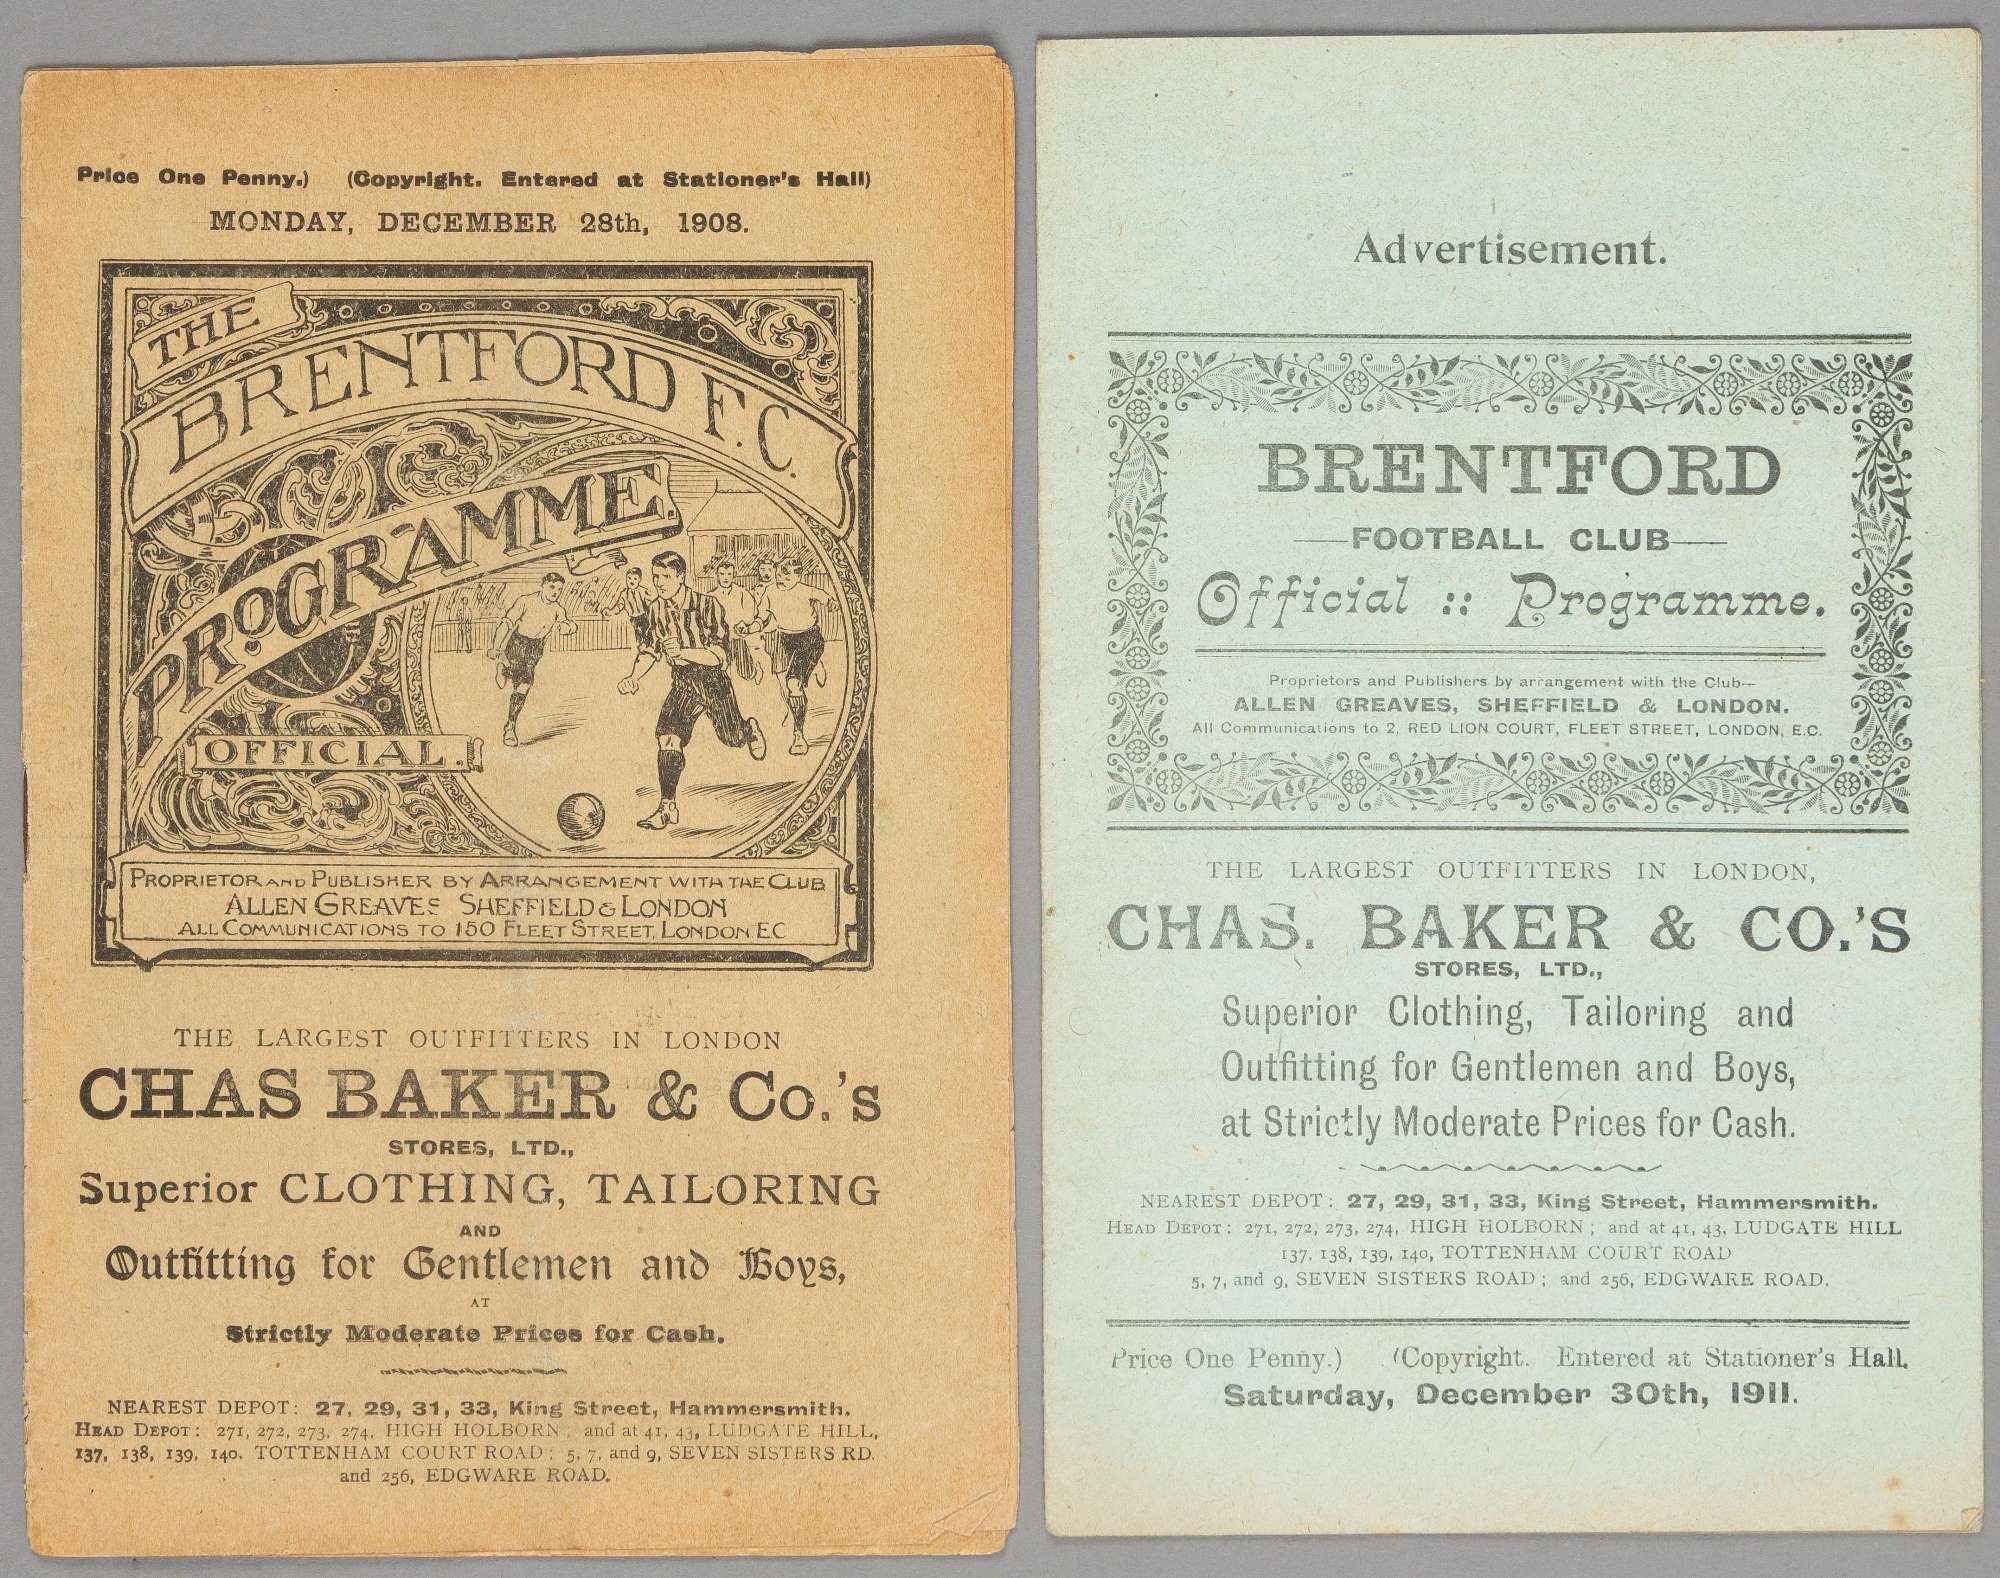 Price One Penny.) (Copyright. Entered at Stationer's Hall)
MONDAY, DECEMBER 28th, 1908.
THE
BRENTFORD F.C.
PROGRAMME.
OFFICIAL.
PROPRIETOR AND PUBLISHER BY ARRANGEMENT WITH THE CLUB
ALLEN GREAVES SHEFFIELD & LONDON
ALL COMMUNICATIONS TO 150 FLEET STREET, LONDON EC
THE LARGEST OUTFITTERS IN LONDON
CHAS BAKER & Co.'s
STORES, LTD.,
Superior CLOTHING, TAILORING
AND
Outfitting for Gentlemen and Boys,
AT
Strictly Moderate Prices for Cash.
NEAREST DEPOT: 27, 29, 31, 33, King Street, Hammersmith.
HEAD DEPOT: 271, 272, 273, 274, HIGH HOLBORN; and at 41, 43, LUDGATE HILL,
137, 138, 139, 140, TOTTENHAM COURT ROAD; 5, 7, and 9, SEVEN SISTERS RD.
and 256, EDGWARE ROAD.
Advertisement.
BRENTFORD
FOOTBALL CLUB
Official :: Programme.
Proprietors and Publishers by arrangement with the Club—
ALLEN GREAVES, SHEFFIELD & LONDON.
All Communications to 2, RED LION COURT, FLEET STREET, LONDON, E.C.
THE LARGEST OUTFITTERS IN LONDON,
CHAS. BAKER & CO.'S
STORES, LTD.,
Superior Clothing, Tailoring and
Outfitting for Gentlemen and Boys,
at Strictly Moderate Prices for Cash.
NEAREST DEPOT: 27, 29, 31, 33, King Street, Hammersmith.
HEAD DEPOT: 271, 272, 273, 274, HIGH HOLBORN; and at 41, 43, LUDGATE HILL
137, 138, 139, 140, TOTTENHAM COURT ROAD
5, 7, and 9, SEVEN SISTERS ROAD; and 256, EDGWARE ROAD.
Price One Penny.) (Copyright. Entered at Stationer's Hall.
Saturday, December 30th, 1911.